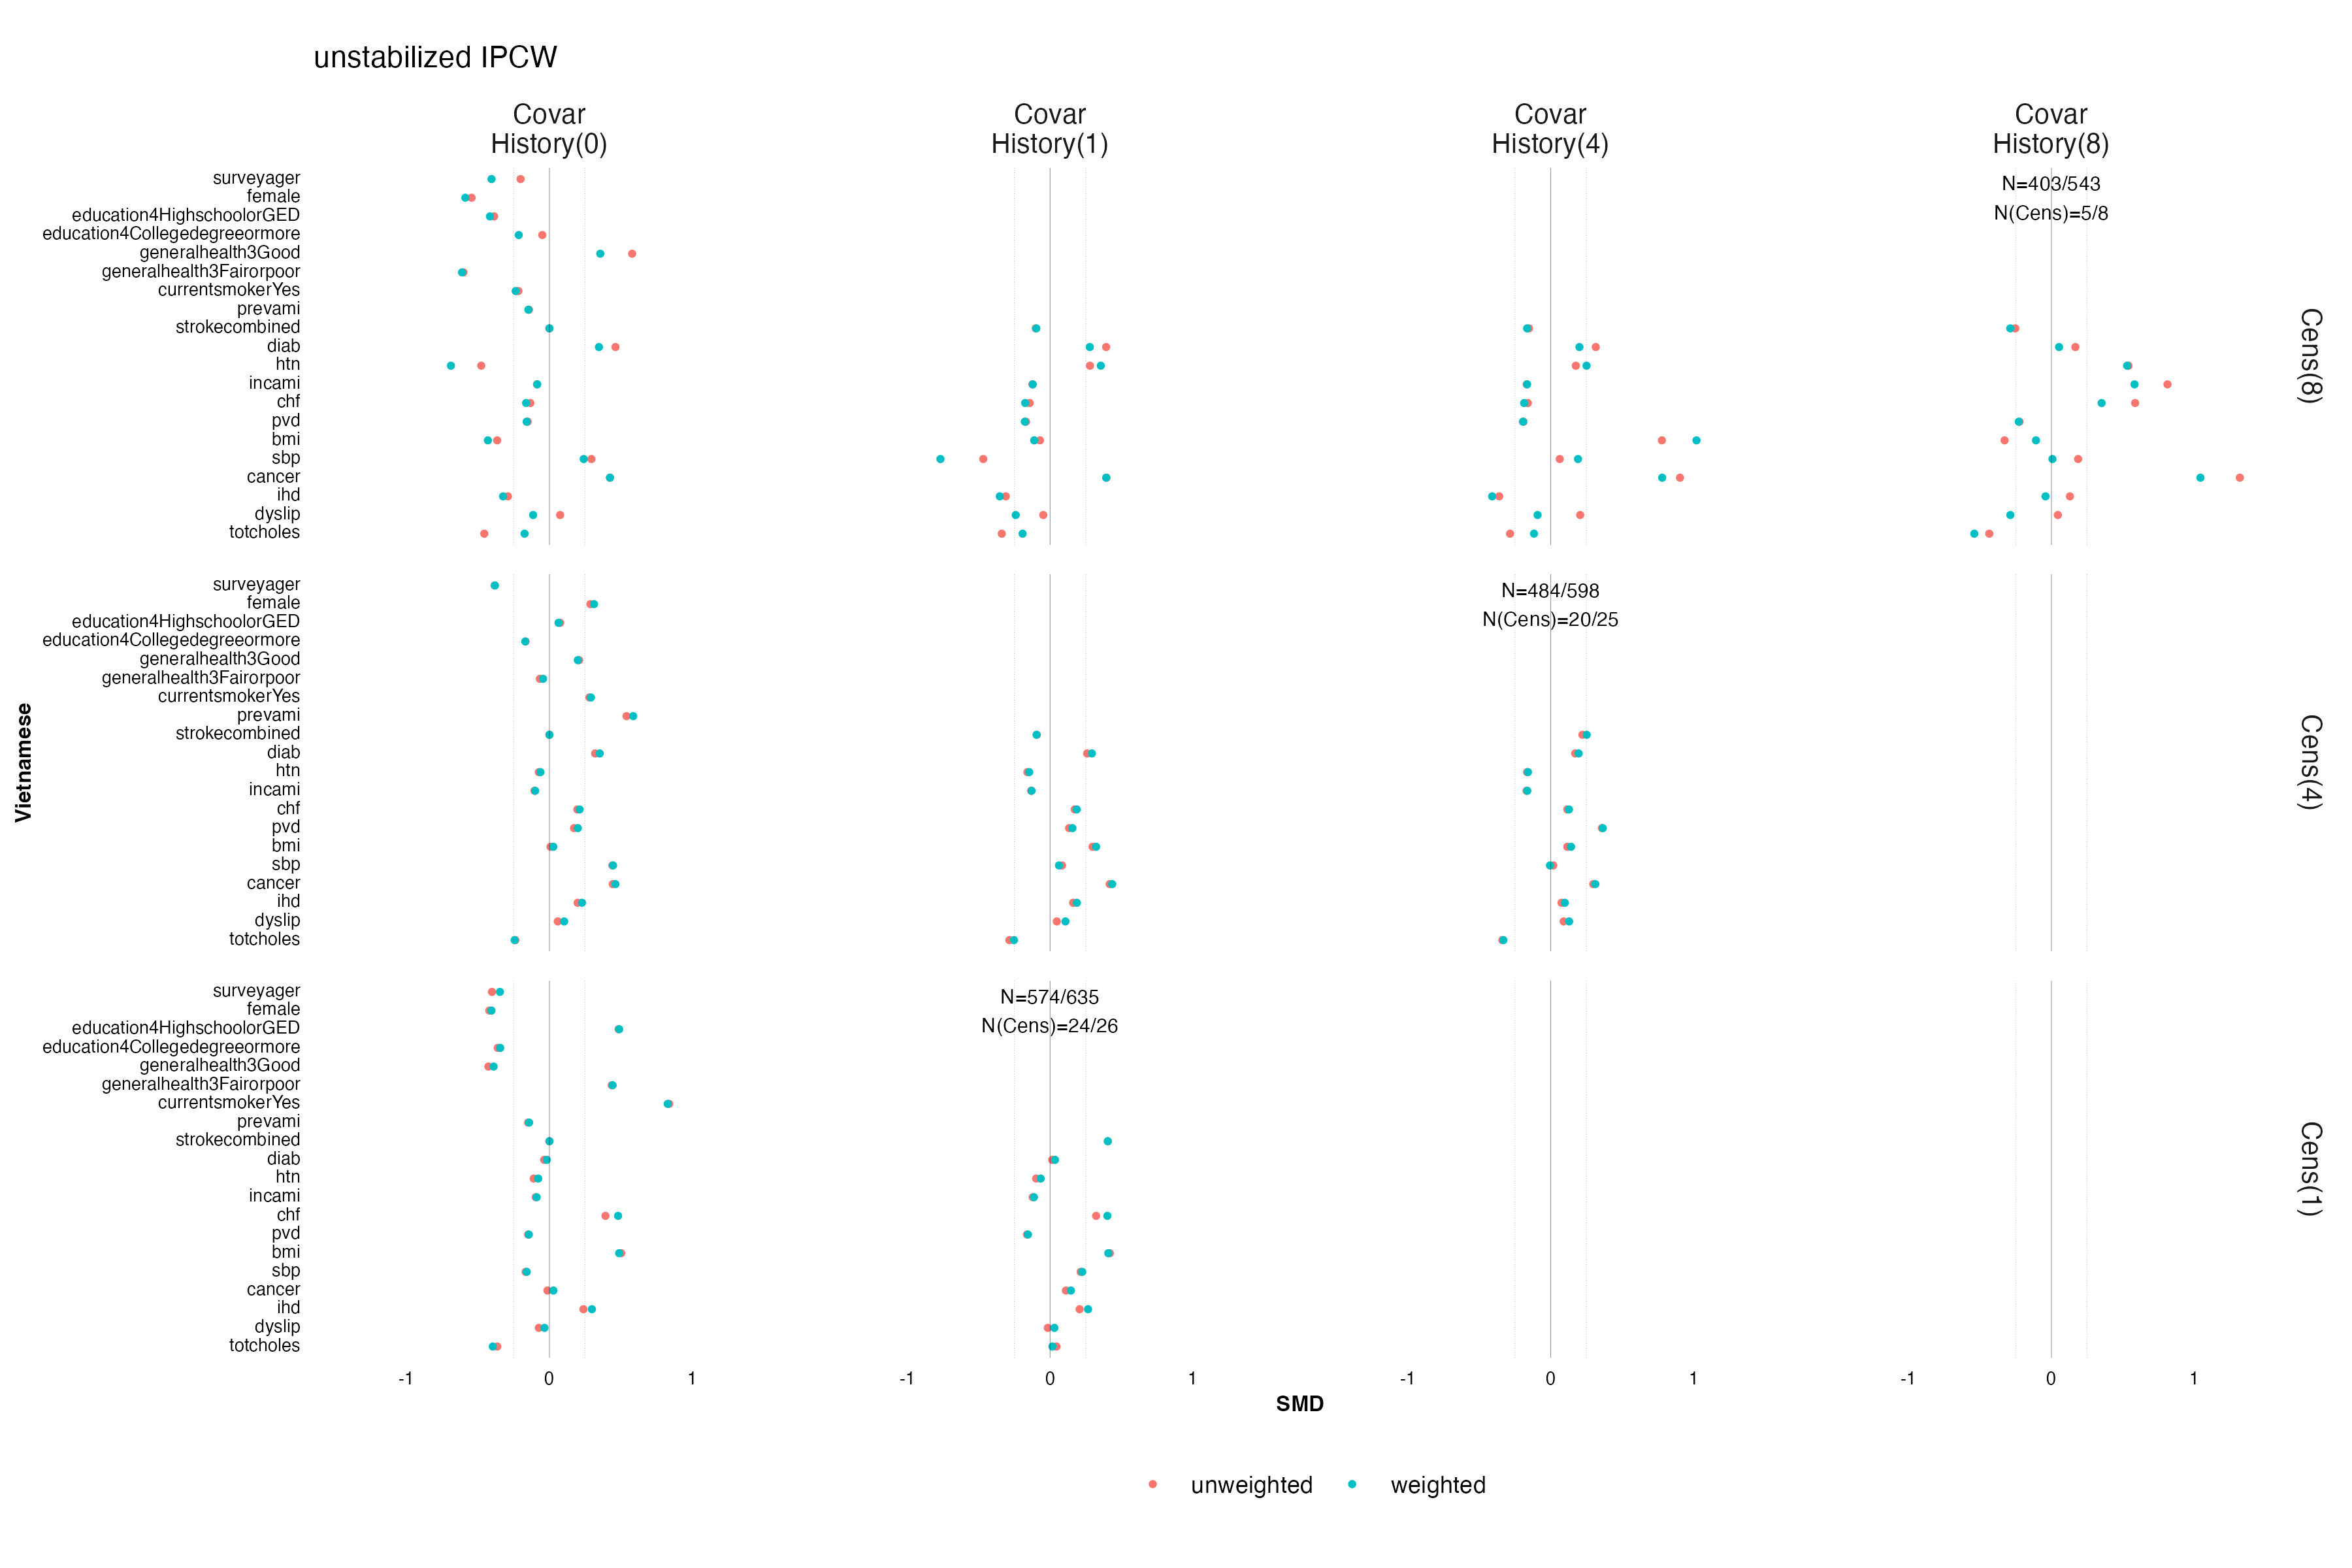 unstabilized IPCW
Covar
History(0)
Covar
History(1)
Covar
History(4)
Covar
History(8)
Vietnamese
surveyager
female
education4HighschoolorGED
education4Collegedegreeormore
generalhealth3Good
generalhealth3Fairorpoor
currentsmokerYes
prevami
strokecombined
diab
htn
incami
chf
pvd
bmi
sbp
cancer
ihd
dyslip
totcholes
N=403/543
N(Cens)=5/8
Cens(8)
surveyager
female
education4HighschoolorGED
education4Collegedegreeormore
generalhealth3Good
generalhealth3Fairorpoor
currentsmokerYes
prevami
strokecombined
diab
htn
incami
chf
pvd
bmi
sbp
cancer
ihd
dyslip
totcholes
N=484/598
N(Cens)=20/25
Cens(4)
surveyager
female
education4HighschoolorGED
education4Collegedegreeormore
generalhealth3Good
generalhealth3Fairorpoor
currentsmokerYes
prevami
strokecombined
diab
htn
incami
chf
pvd
bmi
sbp
cancer
ihd
dyslip
totcholes
N=574/635
N(Cens)=24/26
Cens(1)
-1 0 1
-1 0 1
-1 0 1
-1 0 1
SMD
unweighted
weighted